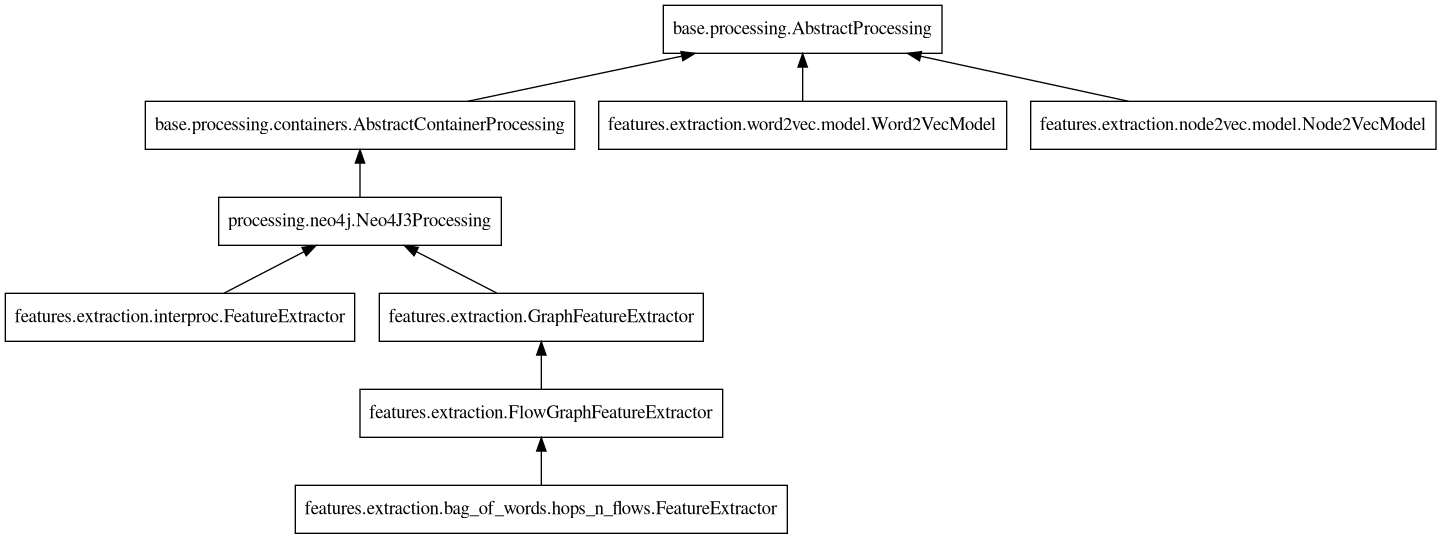 base.processing.AbstractProcessing
base.processing.containers.AbstractContainerProcessing
features.extraction.word2vec.model.Word2VecModel
features.extraction.node2vec.model.Node2VecModel
processing.neo4j.Neo4J3Processing
features.extraction.interproc.FeatureExtractor
features.extraction.GraphFeatureExtractor
features.extraction.FlowGraphFeatureExtractor
features.extraction.bag_of_words.hops_n_flows.FeatureExtractor